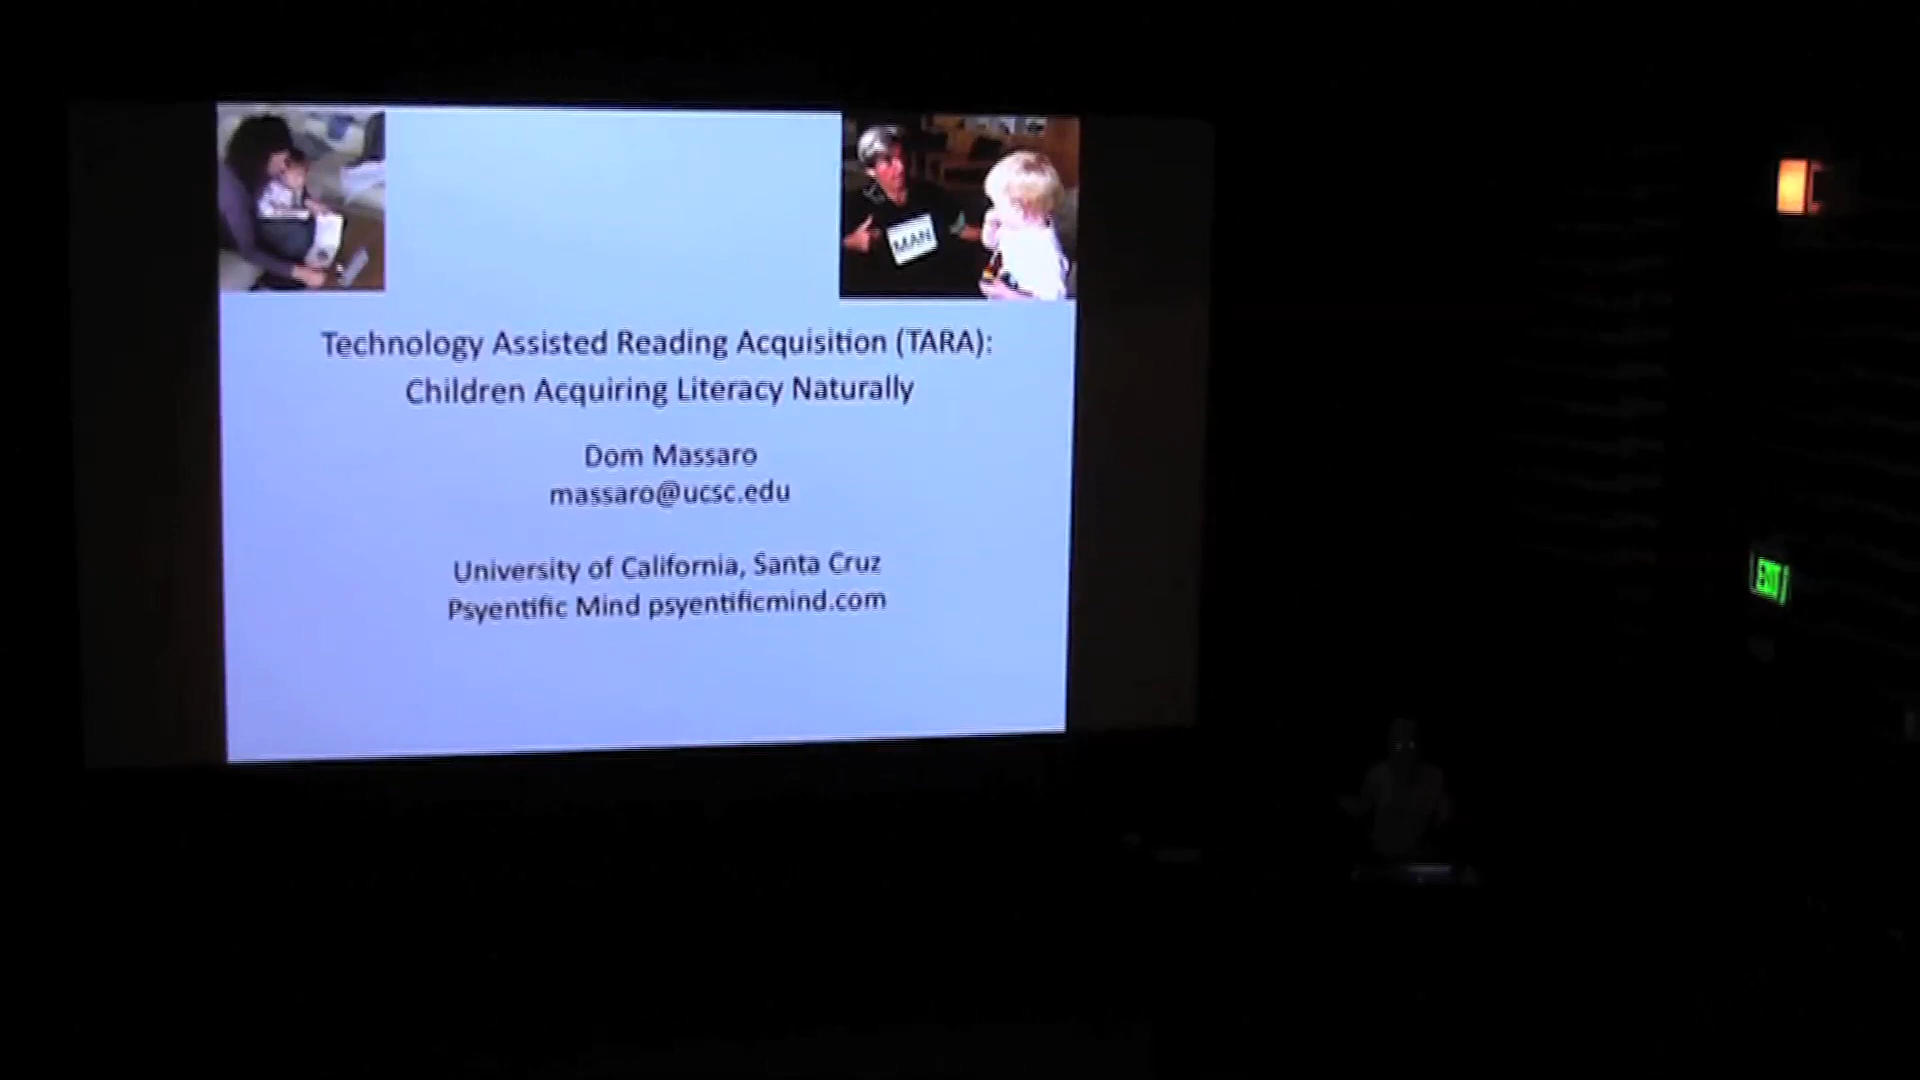 MAN
Technology Assisted Reading Acquisition (TARA):
Children Acquiring Literacy Naturally
Dom Massaro
massaro@ucsc.edu
University of California, Santa Cruz
Psyentific Mind psyentificmind.com
EXIT